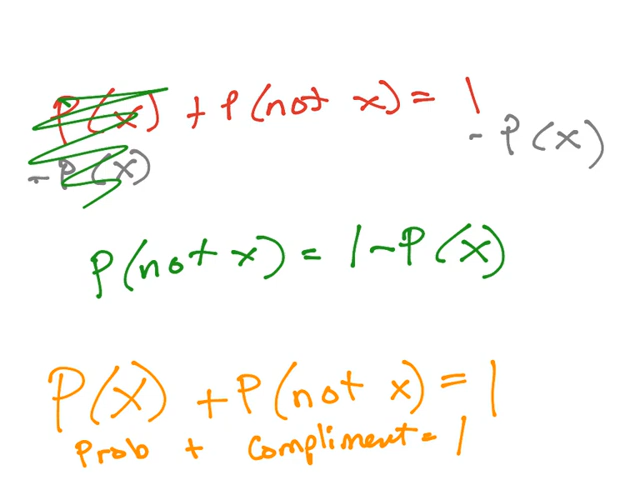 P(x) + P(not x) = 1
- P(x) - P(x)
P(not x) = 1 - P(x)
P(x) + P(not x) = 1
Prob + Compliment = 1